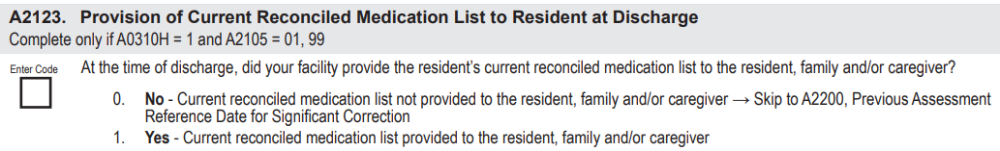 A2123. Provision of Current Reconciled Medication List to Resident at Discharge
Complete only if A0310H = 1 and A2105 = 01, 99
Enter Code
At the time of discharge, did your facility provide the resident's current reconciled medication list to the resident, family and/or caregiver?
0. No - Current reconciled medication list not provided to the resident, family and/or caregiver → Skip to A2200, Previous Assessment
Reference Date for Significant Correction
1. Yes - Current reconciled medication list provided to the resident, family and/or caregiver